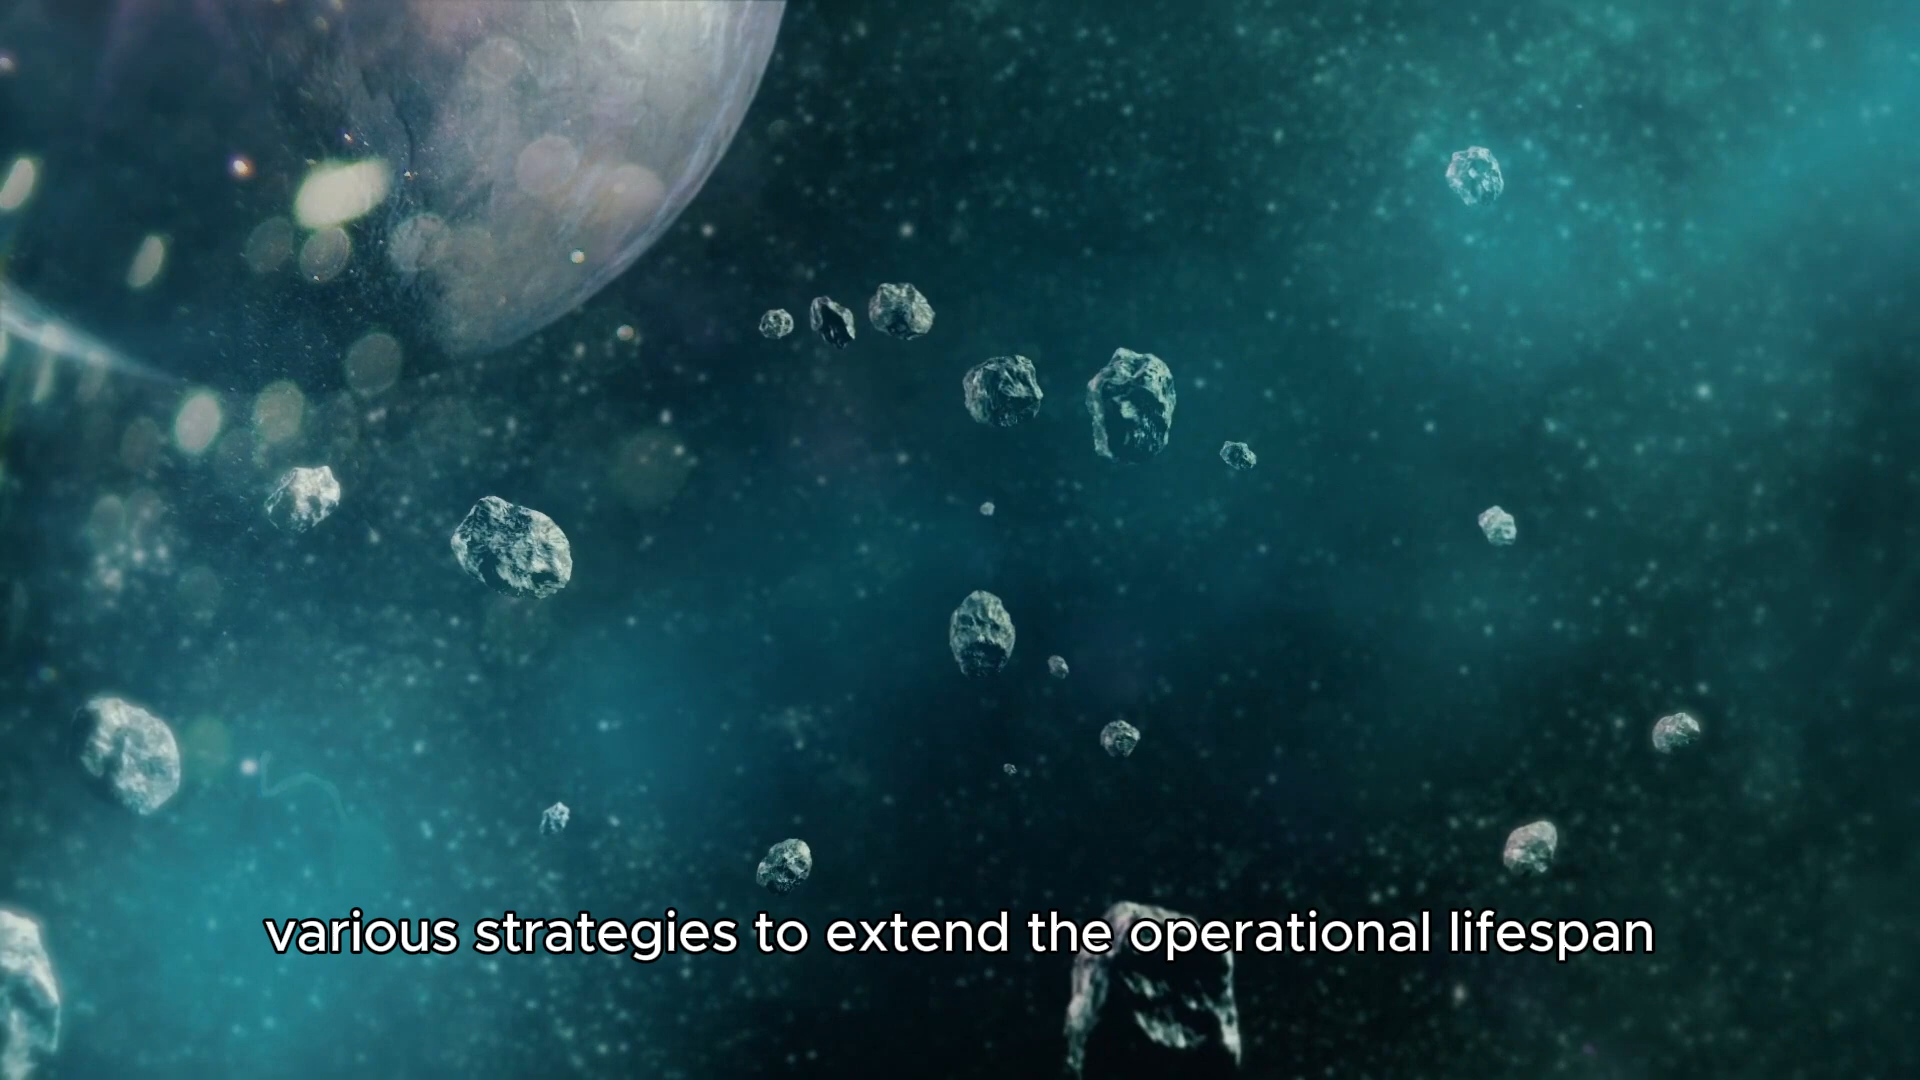 various strategies to extend the operational lifespan